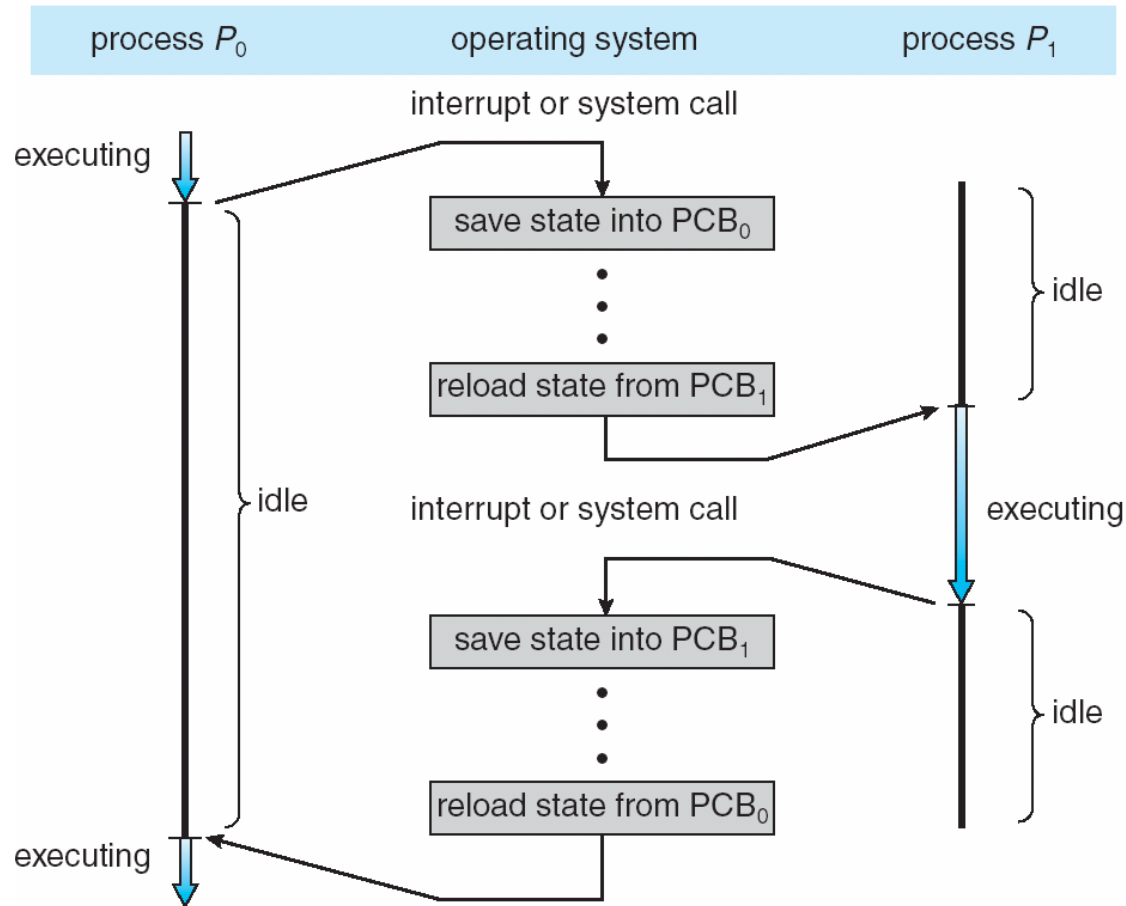 process P₀ operating system process P₁
interrupt or system call
executing
save state into PCB₀
idle
reload state from PCB₁
idle
interrupt or system call
executing
save state into PCB₁
idle
reload state from PCB₀
executing